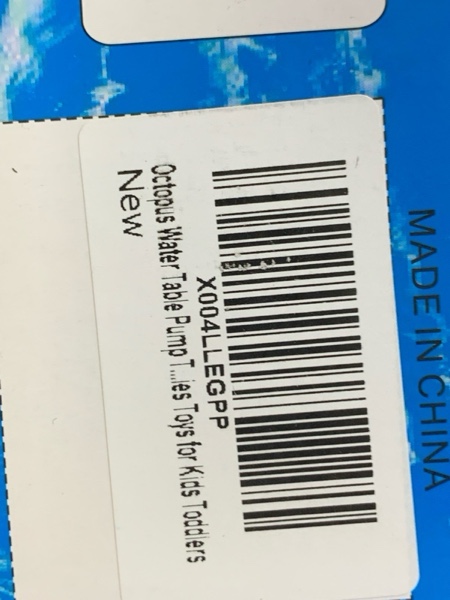 MADE IN CHINA
X004LLEGPP
Octopus Water Table Pump T...ies Toys for Kids Toddlers
New